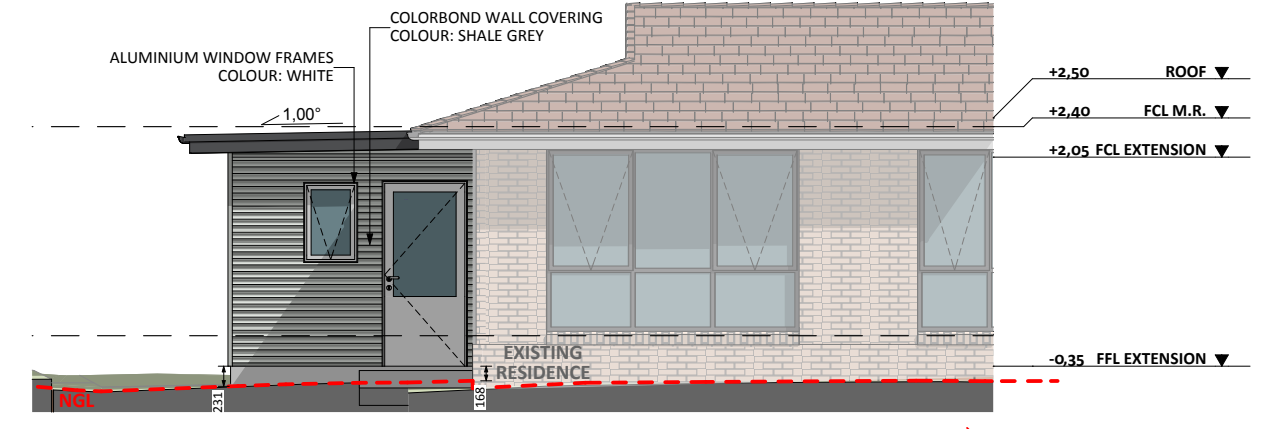 COLORBOND WALL COVERING
COLOUR: SHALE GREY
ALUMINIUM WINDOW FRAMES
COLOUR: WHITE
1,00°
+2,50 ROOF
+2,40 FCL M.R.
+2,05 FCL EXTENSION
EXISTING
RESIDENCE
-0,35 FFL EXTENSION
NGL
231
168